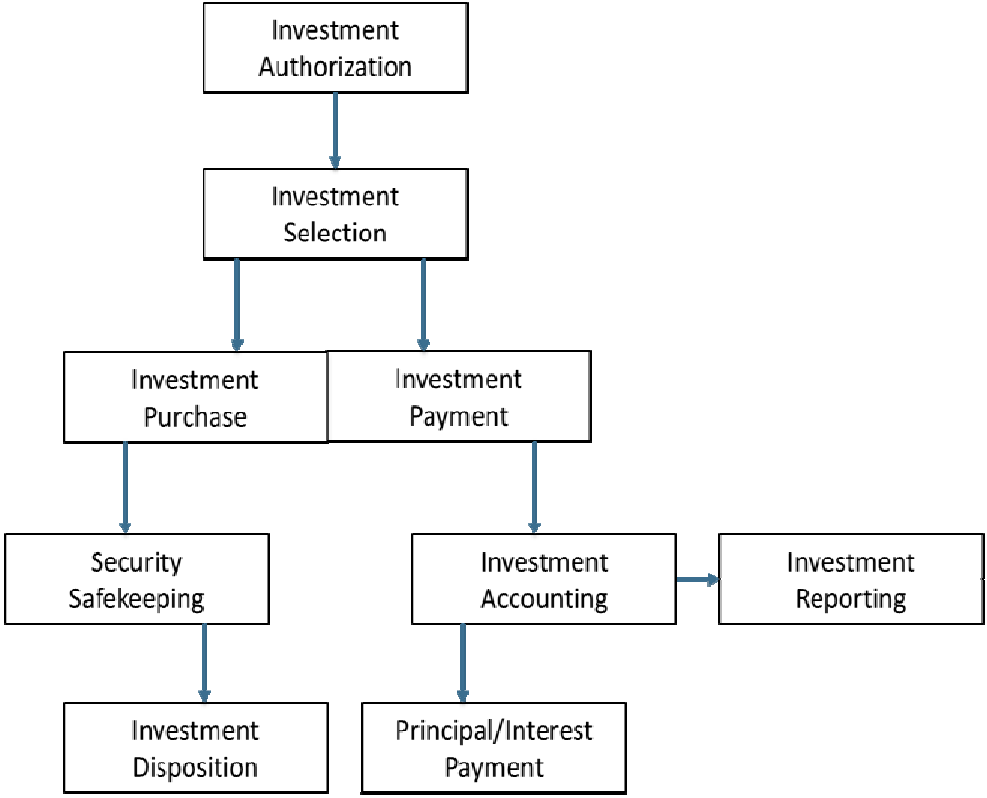 Investment
Authorization
Investment
Selection
Investment
Purchase
Investment
Payment
Security
Safekeeping
Investment
Accounting
Investment
Reporting
Investment
Disposition
Principal/Interest
Payment